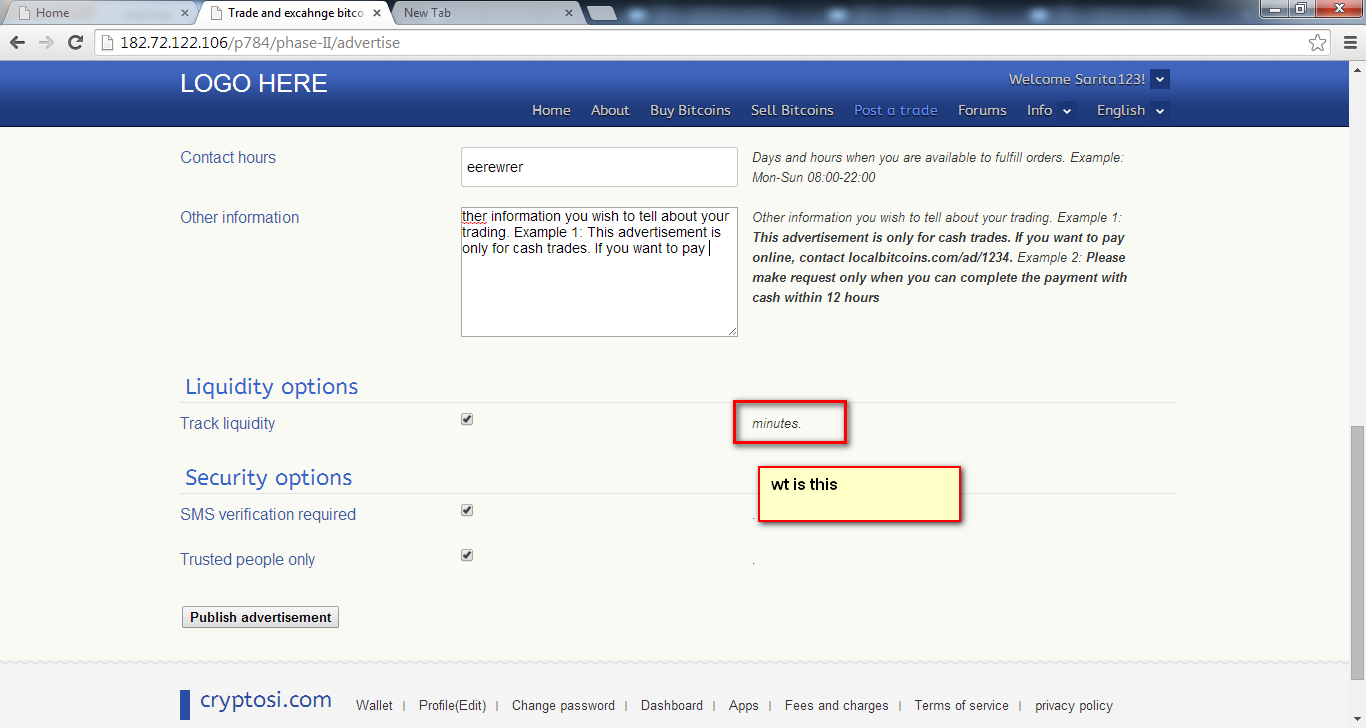 Home
Trade and excahnge bitco
New Tab
182.72.122.106/p784/phase-II/advertise
LOGO HERE
Welcome Sarita123!
Home About Buy Bitcoins Sell Bitcoins Post a trade Forums Info English
Contact hours
eerewrer
Days and hours when you are available to fulfill orders. Example:
Mon-Sun 08:00-22:00
Other information
ther information you wish to tell about your
trading. Example 1: This advertisement is
only for cash trades. If you want to pay
Other information you wish to tell about your trading. Example 1:
This advertisement is only for cash trades. If you want to pay
online, contact localbitcoins.com/ad/1234. Example 2: Please
make request only when you can complete the payment with
cash within 12 hours
Liquidity options
Track liquidity
minutes.
Security options
wt is this
SMS verification required
.
Trusted people only
.
Publish advertisement
cryptosi.com
Wallet | Profile(Edit) | Change password | Dashboard | Apps | Fees and charges | Terms of service | privacy policy